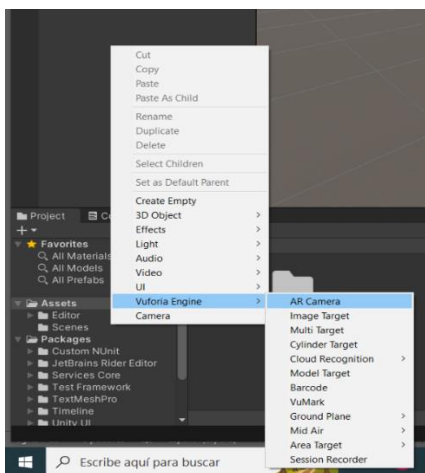 Cut
Copy
Paste
Paste As Child
Rename
Duplicate
Delete
Select Children
Set as Default Parent
Create Empty
3D Object
Effects
Light
Audio
Video
UI
Vuforia Engine
Camera
AR Camera
Image Target
Multi Target
Cylinder Target
Cloud Recognition
Model Target
Barcode
VuMark
Ground Plane
Mid Air
Area Target
Session Recorder
Project
Favorites
All Materials
All Models
All Prefabs
Assets
Editor
Scenes
Packages
Custom NUnit
JetBrains Rider Editor
Services Core
Test Framework
TextMeshPro
Timeline
Unity UI
Escribe aquí para buscar